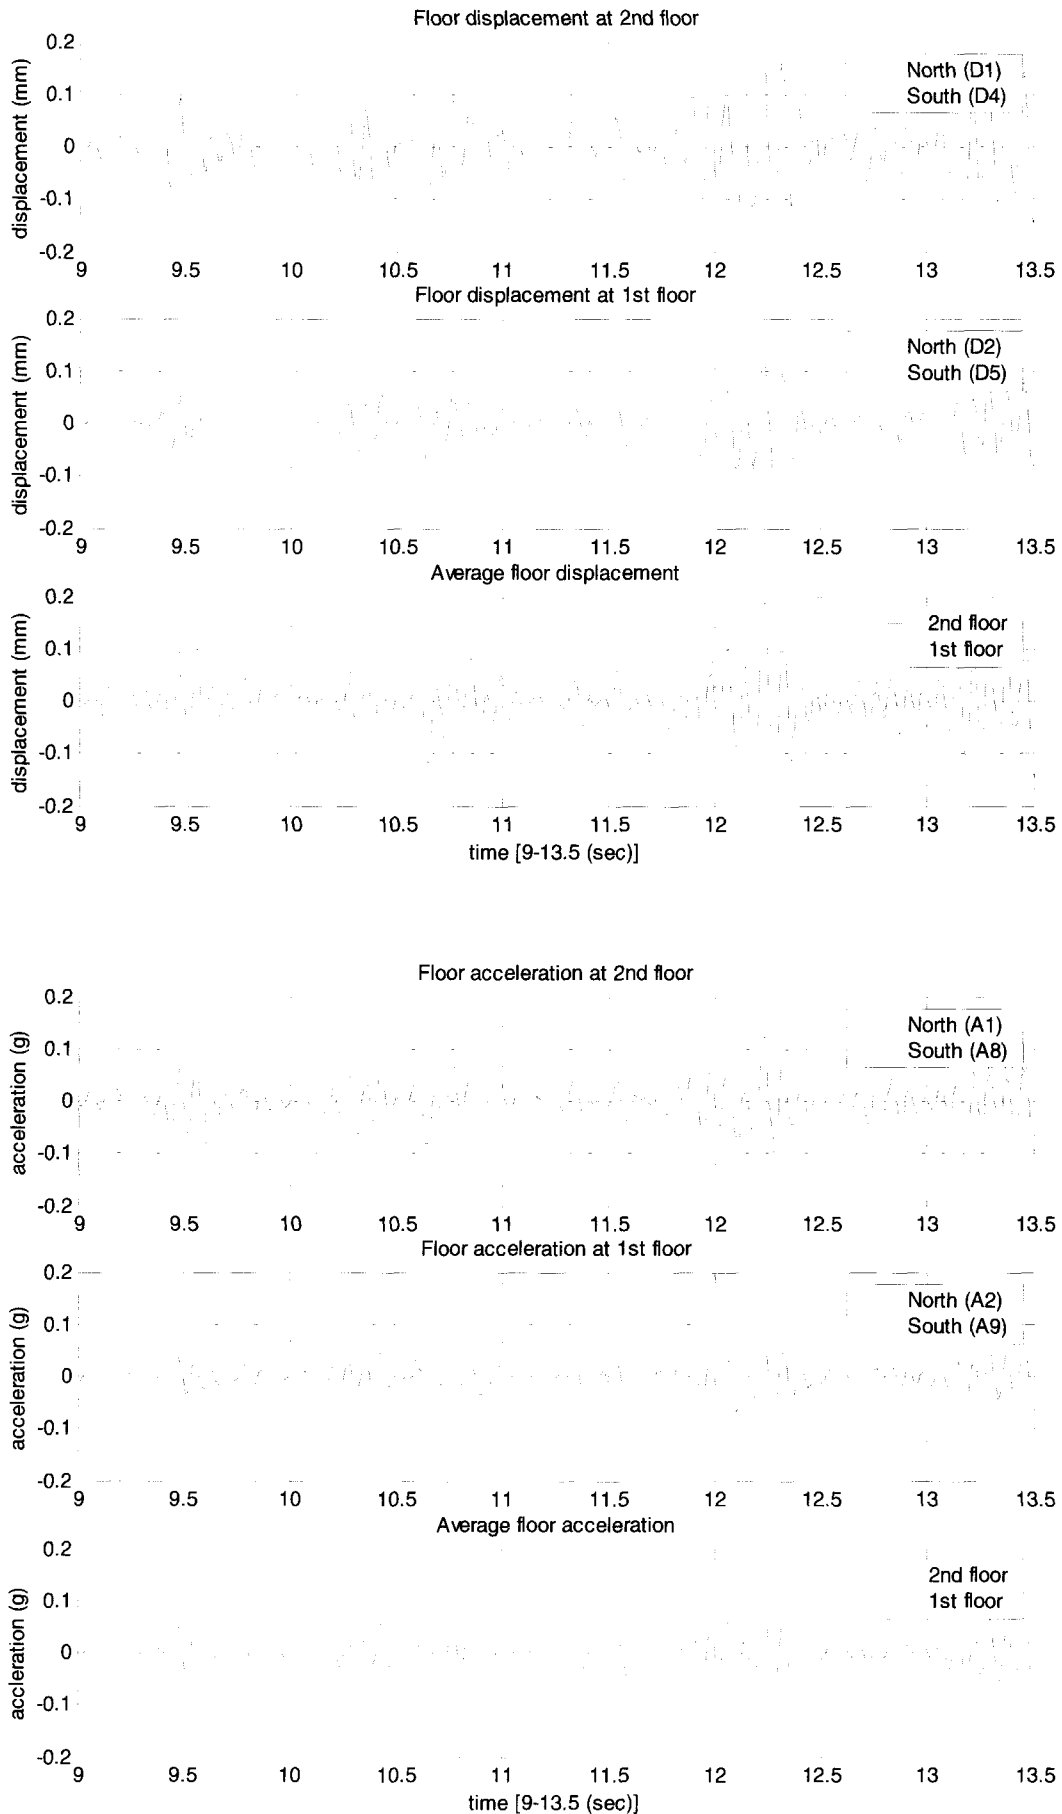 Floor displacement at 2nd floor
displacement (mm)
0.2
0.1
0
-0.1
-0.2
North (D1)
South (D4)
9 9.5 10 10.5 11 11.5 12 12.5 13 13.5
Floor displacement at 1st floor
displacement (mm)
0.2
0.1
0
-0.1
-0.2
North (D2)
South (D5)
9 9.5 10 10.5 11 11.5 12 12.5 13 13.5
Average floor displacement
displacement (mm)
0.2
0.1
0
-0.1
-0.2
2nd floor
1st floor
9 9.5 10 10.5 11 11.5 12 12.5 13 13.5
time [9-13.5 (sec)]
Floor acceleration at 2nd floor
acceleration (g)
0.2
0.1
0
-0.1
-0.2
North (A1)
South (A8)
9 9.5 10 10.5 11 11.5 12 12.5 13 13.5
Floor acceleration at 1st floor
acceleration (g)
0.2
0.1
0
-0.1
-0.2
North (A2)
South (A9)
9 9.5 10 10.5 11 11.5 12 12.5 13 13.5
Average floor acceleration
accleration (g)
0.2
0.1
0
-0.1
-0.2
2nd floor
1st floor
9 9.5 10 10.5 11 11.5 12 12.5 13 13.5
time [9-13.5 (sec)]